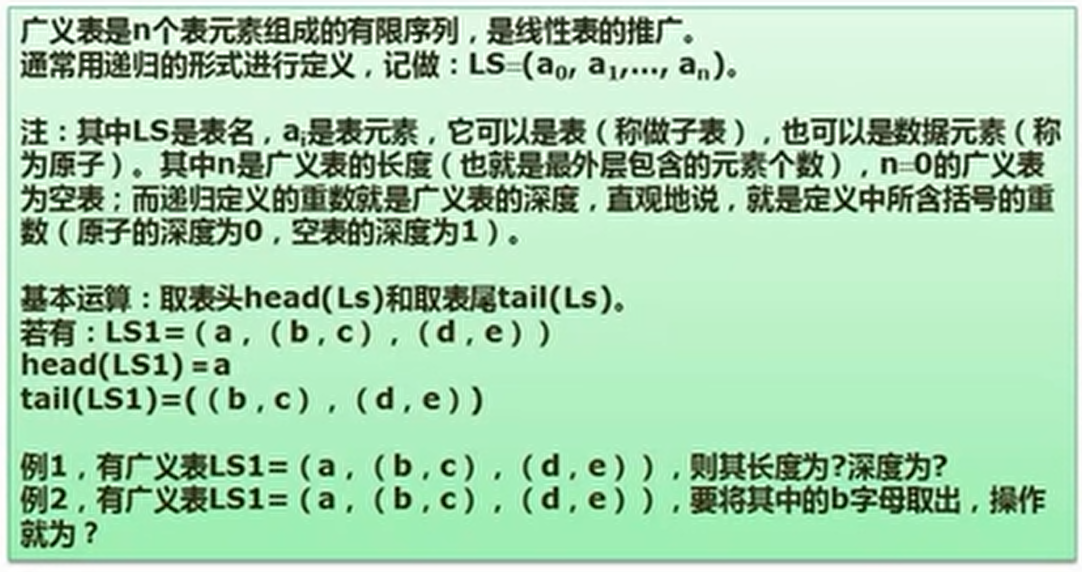 广义表是n个表元素组成的有限序列，是线性表的推广。
通常用递归的形式进行定义，记做：LS=(a₀, a₁,..., aₙ)。
注：其中LS是表名，aᵢ是表元素，它可以是表（称做子表），也可以是数据元素（称
为原子）。其中n是广义表的长度（也就是最外层包含的元素个数），n=0的广义表
为空表；而递归定义的重数就是广义表的深度，直观地说，就是定义中所含括号的重
数（原子的深度为0，空表的深度为1）。
基本运算：取表头head(Ls)和取表尾tail(Ls)。
若有：LS1=（a，（b，c），（d，e））
head(LS1)=a
tail(LS1)=(（b，c），（d，e）)
例1，有广义表LS1=（a，（b，c），（d，e）），则其长度为?深度为?
例2，有广义表LS1=（a，（b，c），（d，e）），要将其中的b字母取出，操作
就为？